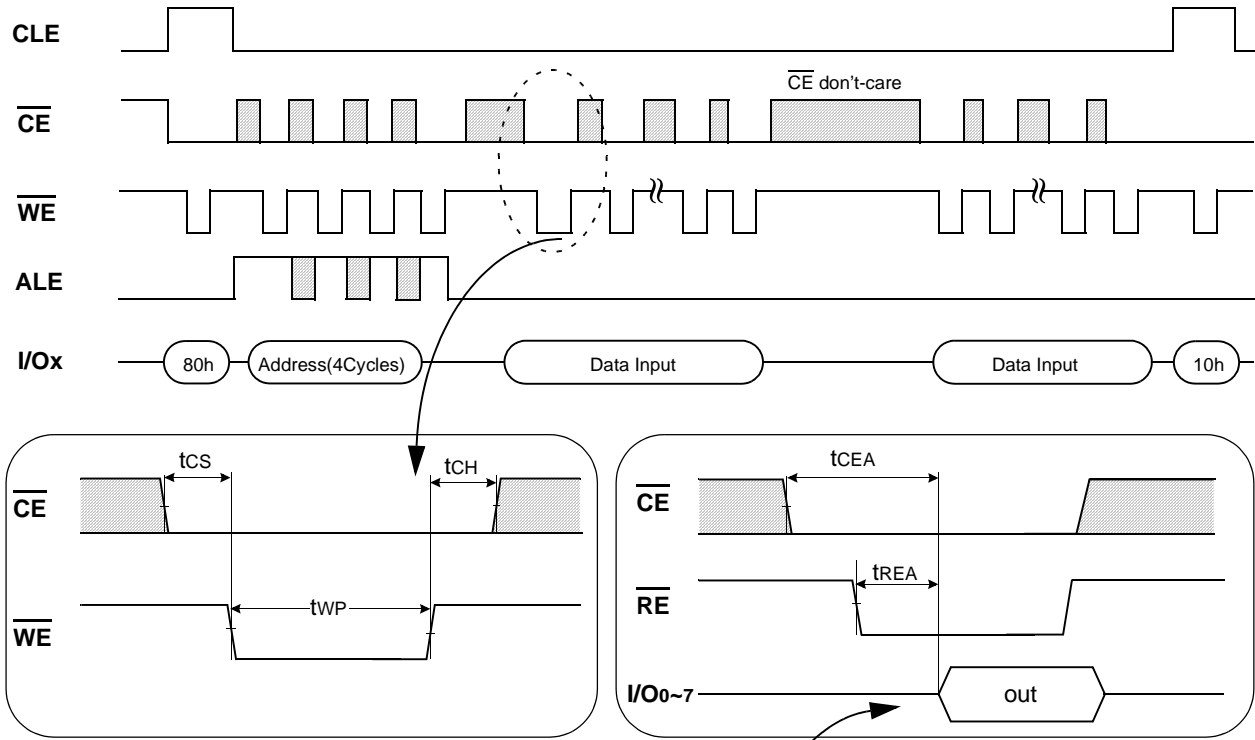 CLE
CE
CE don't-care
WE
ALE
I/Ox
80h
Address(4Cycles)
Data Input
Data Input
10h
tCS
tCH
CE
tWP
WE
tCEA
CE
tREA
RE
I/O0~7
out